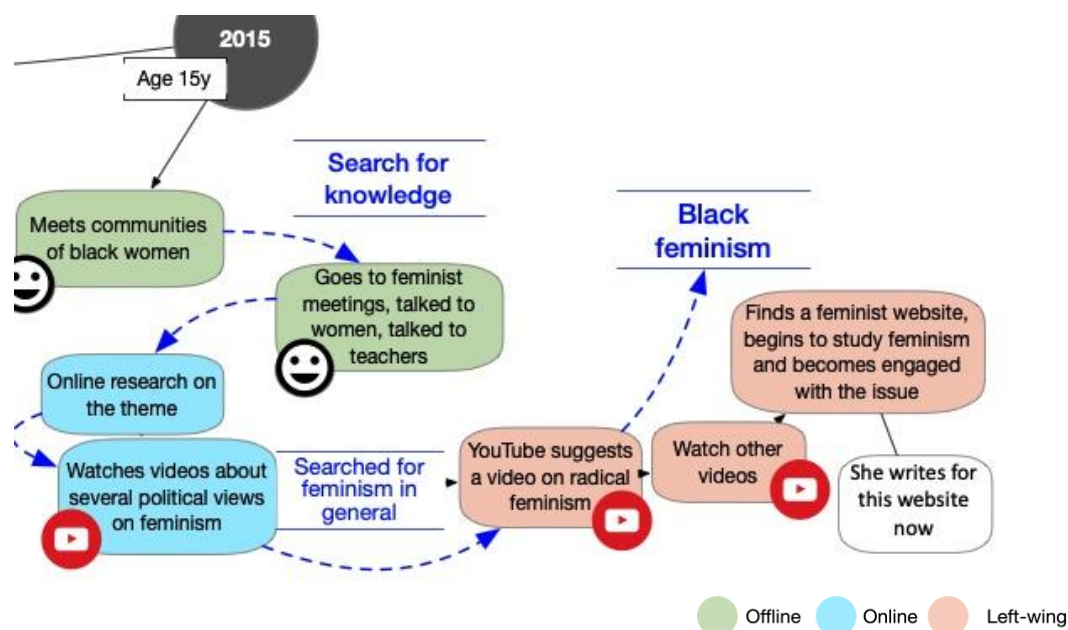 2015
Age 15y
Search for
knowledge
Meets communities
of black women
Black
feminism
Goes to feminist
meetings, talked to
women, talked to
teachers
Finds a feminist website,
begins to study feminism
and becomes engaged
with the issue
Online research on
the theme
Watches videos about
several political views
on feminism
Searched for
feminism in
general
YouTube suggests
a video on radical
feminism
Watch other
videos
She writes for
this website
now
Offline
Online
Left-wing